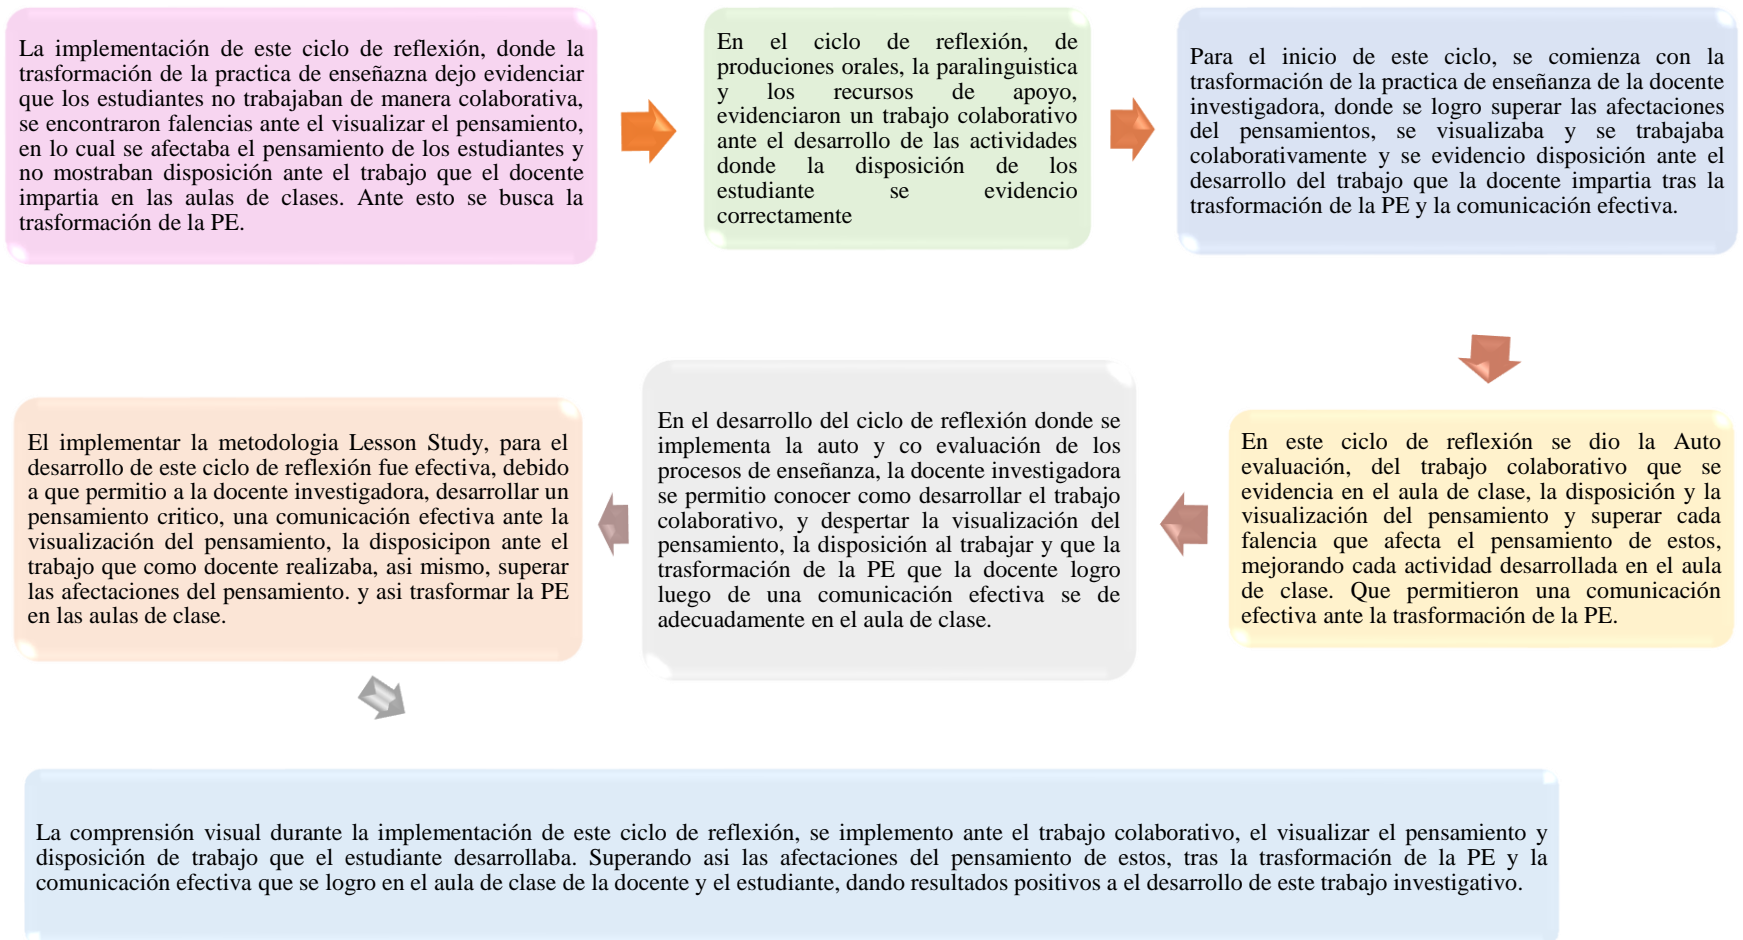 La implementación de este ciclo de reflexión, donde la
trasformación de la practica de enseñazna dejo evidenciar
que los estudiantes no trabajaban de manera colaborativa,
se encontraron falencias ante el visualizar el pensamiento,
en lo cual se afectaba el pensamiento de los estudiantes y
no mostraban disposición ante el trabajo que el docente
impartia en las aulas de clases. Ante esto se busca la
trasformación de la PE.
En el ciclo de reflexión, de
produciones orales, la paralinguistica
y los recursos de apoyo,
evidenciaron un trabajo colaborativo
ante el desarrollo de las actividades
donde la disposición de los
estudiante se evidencio
correctamente
Para el inicio de este ciclo, se comienza con la
trasformación de la practica de enseñanza de la docente
investigadora, donde se logro superar las afectaciones
del pensamientos, se visualizaba y se trabajaba
colaborativamente y se evidencio disposición ante el
desarrollo del trabajo que la docente impartia tras la
trasformación de la PE y la comunicación efectiva.
En este ciclo de reflexión se dio la Auto
evaluación, del trabajo colaborativo que se
evidencia en el aula de clase, la disposición y la
visualización del pensamiento y superar cada
falencia que afecta el pensamiento de estos,
mejorando cada actividad desarrollada en el aula
de clase. Que permitieron una comunicación
efectiva ante la trasformación de la PE.
En el desarrollo del ciclo de reflexión donde se
implementa la auto y co evaluación de los
procesos de enseñanza, la docente investigadora
se permitio conocer como desarrollar el trabajo
colaborativo, y despertar la visualización del
pensamiento, la disposición al trabajar y que la
trasformación de la PE que la docente logro
luego de una comunicación efectiva se de
adecuadamente en el aula de clase.
El implementar la metodologia Lesson Study, para el
desarrollo de este ciclo de reflexión fue efectiva, debido
a que permitio a la docente investigadora, desarrollar un
pensamiento critico, una comunicación efectiva ante la
visualización del pensamiento, la disposicipon ante el
trabajo que como docente realizaba, asi mismo, superar
las afectaciones del pensamiento. y asi trasformar la PE
en las aulas de clase.
La comprensión visual durante la implementación de este ciclo de reflexión, se implemento ante el trabajo colaborativo, el visualizar el pensamiento y
disposición de trabajo que el estudiante desarrollaba. Superando asi las afectaciones del pensamiento de estos, tras la trasformación de la PE y la
comunicación efectiva que se logro en el aula de clase de la docente y el estudiante, dando resultados positivos a el desarrollo de este trabajo investigativo.